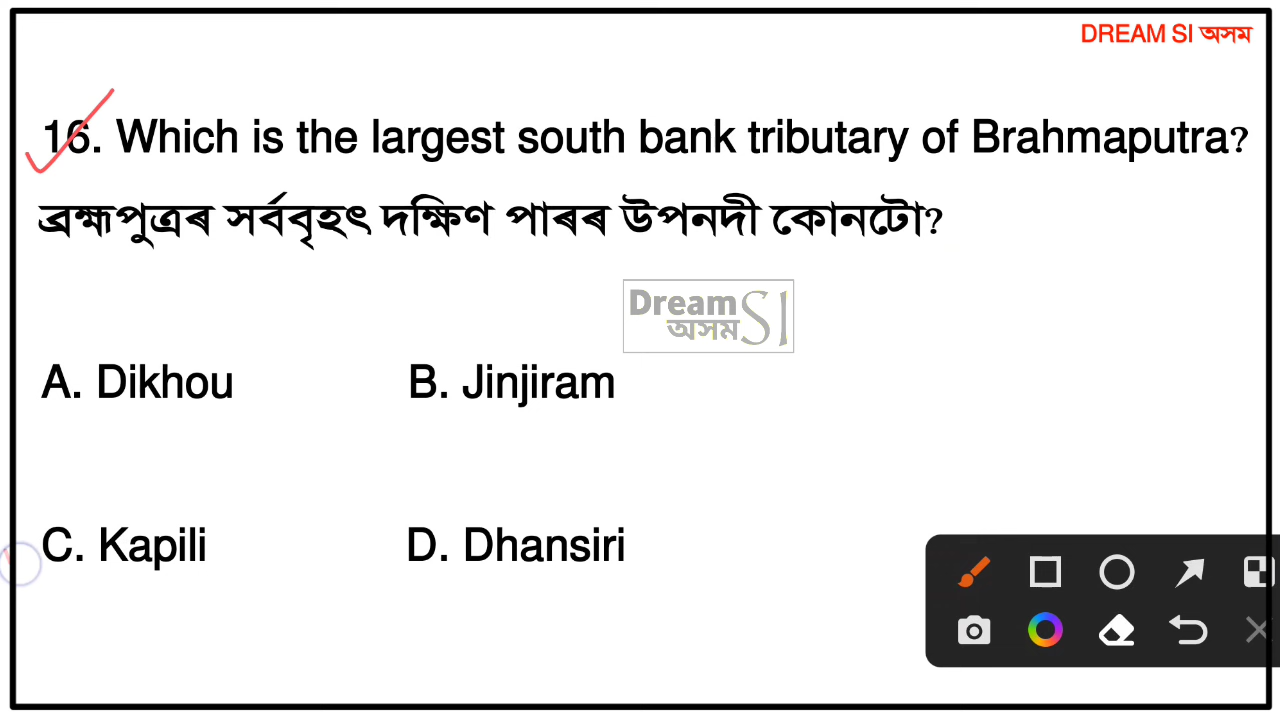 DREAM SI অসম
16. Which is the largest south bank tributary of Brahmaputra?
ব্ৰহ্মপুত্ৰৰ সৰ্ববৃহৎ দক্ষিণ পাৰৰ উপনদী কোনটো?
Dream SI
অসম
A. Dikhou B. Jinjiram
C. Kapili D. Dhansiri